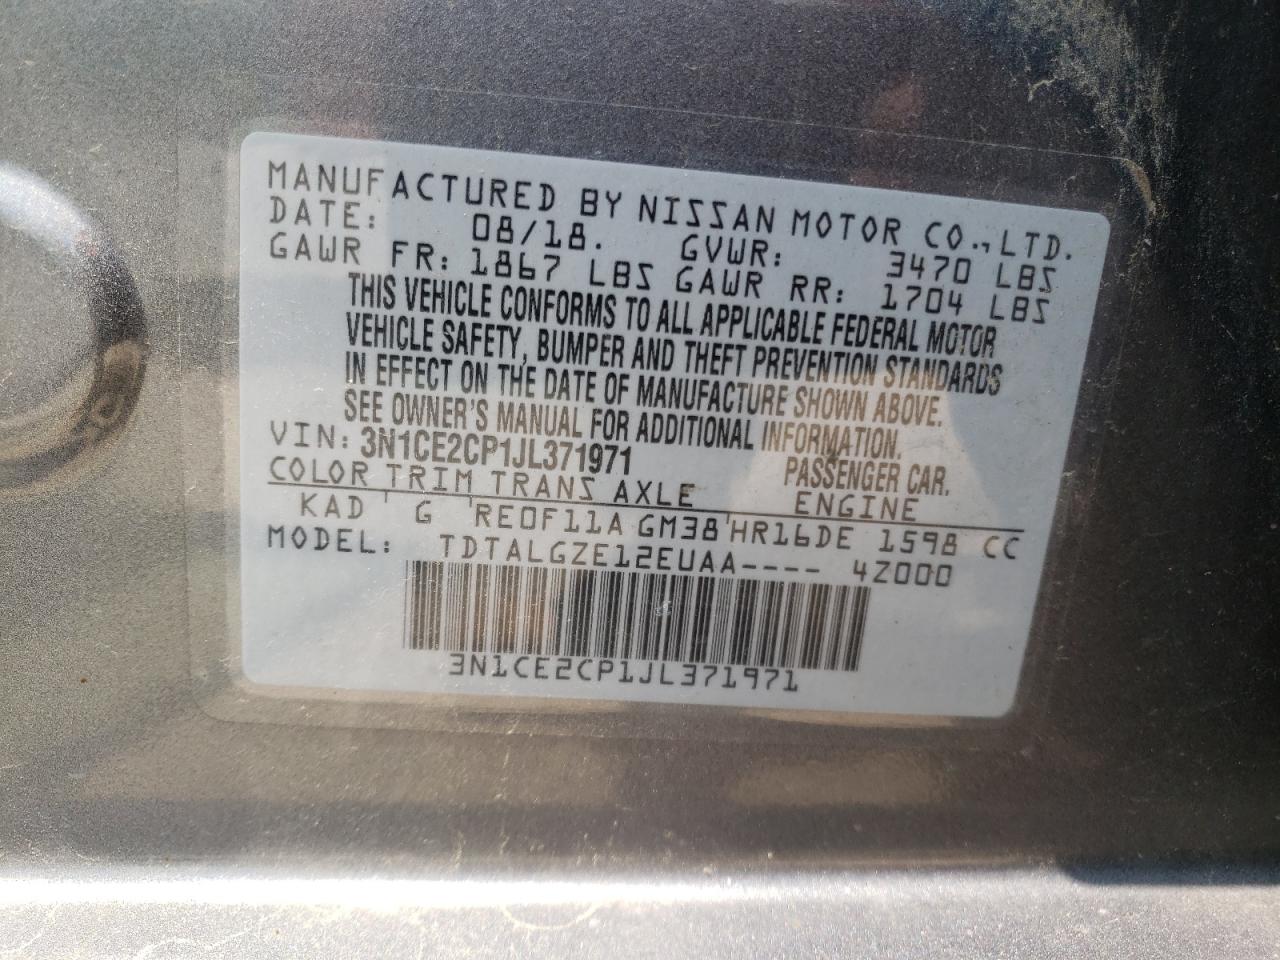 MANUFACTURED BY NISSAN MOTOR CO., LTD.
DATE: 08/18. GVWR: 3470 LBS
GAWR FR: 1867 LBS GAWR RR: 1704 LBS
THIS VEHICLE CONFORMS TO ALL APPLICABLE FEDERAL MOTOR
VEHICLE SAFETY, BUMPER AND THEFT PREVENTION STANDARDS
IN EFFECT ON THE DATE OF MANUFACTURE SHOWN ABOVE.
SEE OWNER'S MANUAL FOR ADDITIONAL INFORMATION.
VIN: 3N1CE2CP1JL371971 PASSENGER CAR.
COLOR TRIM TRANS AXLE ENGINE
KAD G RE0F11A GM38 HR16DE 1598 CC
MODEL: TDTALGZE12EUAA---- 4Z000
3N1CE2CP1JL371971